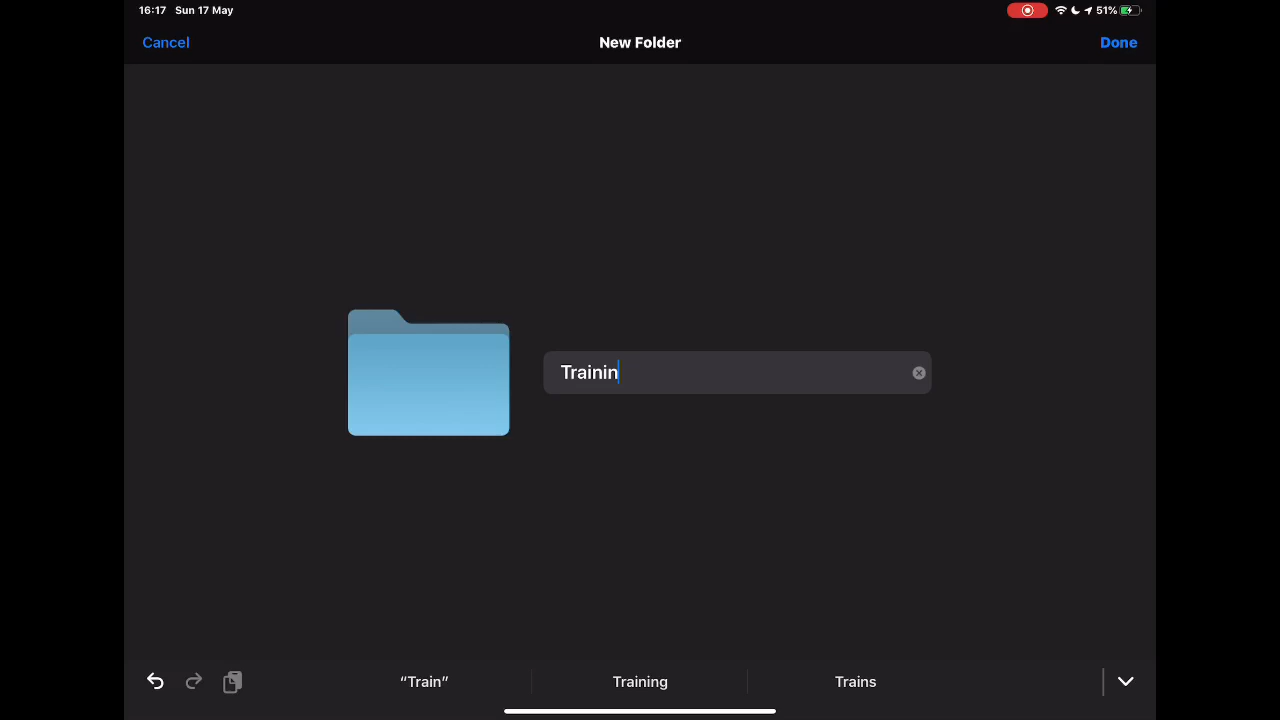 16:17 Sun 17 May 51%
Cancel New Folder Done
Trainin
“Train” Training Trains